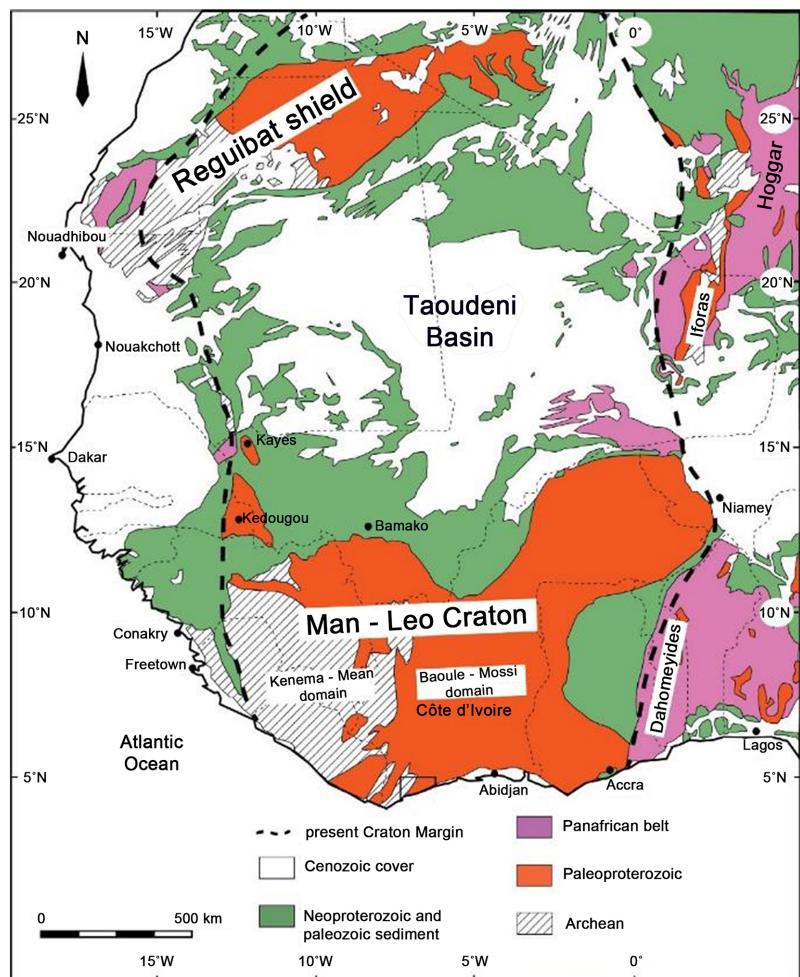 15°W
10°W
5°W
0°
N
25°N
25°N
Reguibat shield
Hoggar
Nouadhibou
20°N
20°N
Taoudeni
Basin
Iforas
Nouakchott
15°N
15°N
Kayes
Dakar
Niamey
Kedougou
Bamako
10°N
10°N
Man - Leo Craton
Conakry
Freetown
Kenema - Mean
domain
Baoule - Mossi
domain
Côte d'Ivoire
Dahomeyides
Atlantic
Ocean
Lagos
5°N
5°N
Abidjan
Accra
present Craton Margin
Panafrican belt
Cenozoic cover
Paleoproterozoic
Neoproterozoic and
paleozoic sediment
Archean
0
500 km
15°W
10°W
5°W
0°